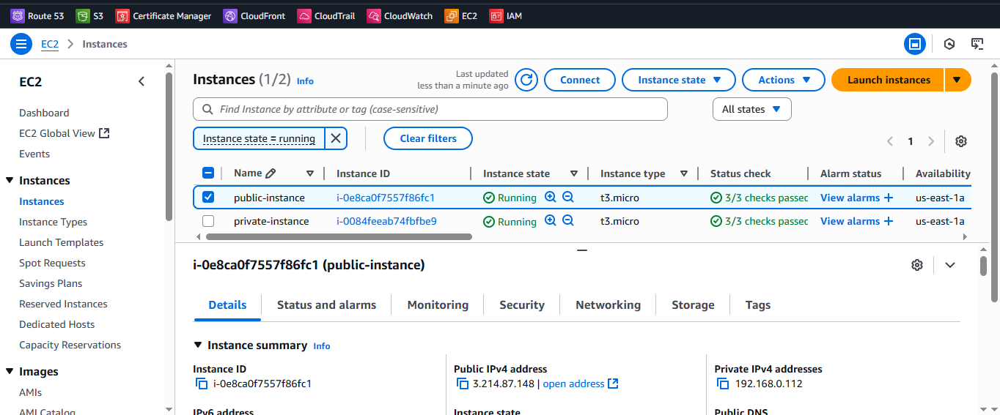 Route 53 S3 Certificate Manager CloudFront CloudTrail CloudWatch EC2 IAM
EC2 Instances
EC2
Dashboard
EC2 Global View
Events
Instances
Instances
Instance Types
Launch Templates
Spot Requests
Savings Plans
Reserved Instances
Dedicated Hosts
Capacity Reservations
Images
AMIs
AMI Catalog
Instances (1/2) Info
Last updated
less than a minute ago
Connect Instance state Actions Launch instances
Find Instance by attribute or tag (case-sensitive)
All states
Instance state = running
Clear filters
1
Name Instance ID Instance state Instance type Status check Alarm status Availability
public-instance i-0e8ca0f7557f86fc1 Running t3.micro 3/3 checks passec View alarms + us-east-1a
private-instance i-0084feeab74fbfbe9 Running t3.micro 3/3 checks passec View alarms + us-east-1a
i-0e8ca0f7557f86fc1 (public-instance)
Details Status and alarms Monitoring Security Networking Storage Tags
Instance summary Info
Instance ID
i-0e8ca0f7557f86fc1
Public IPv4 address
3.214.87.148 | open address
Private IPv4 addresses
192.168.0.112
IPv6 address
Instance state
Public DNS